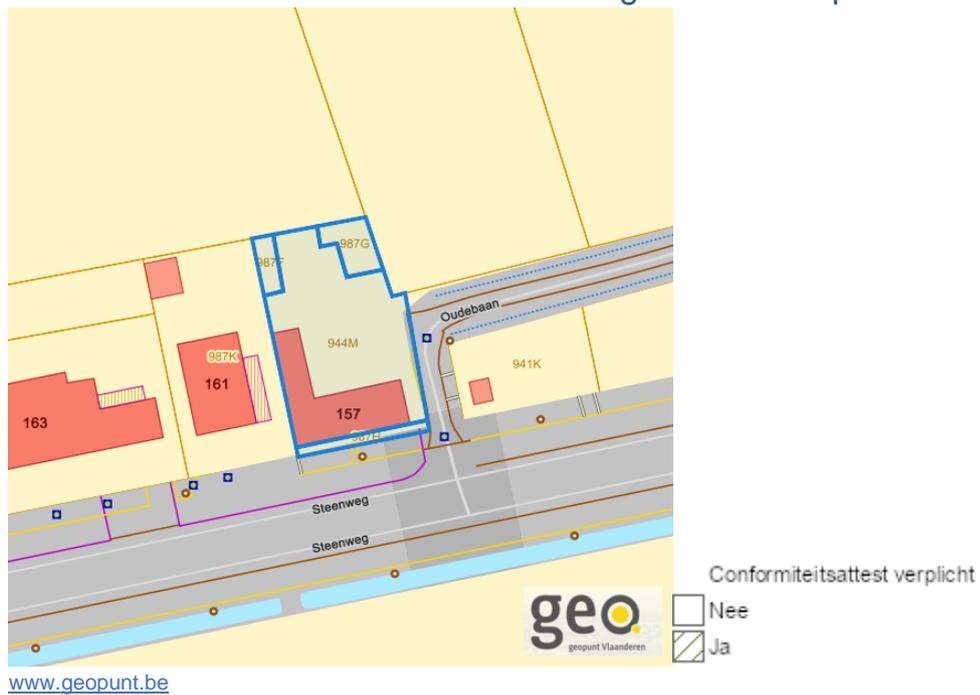 987F
987G
Oudebaan
944M
941K
987K
161
157
163
987H
Steenweg
Steenweg
geo
geopunt Vlaanderen
Conformiteitsattest verplicht
Nee
Ja
www.geopunt.be